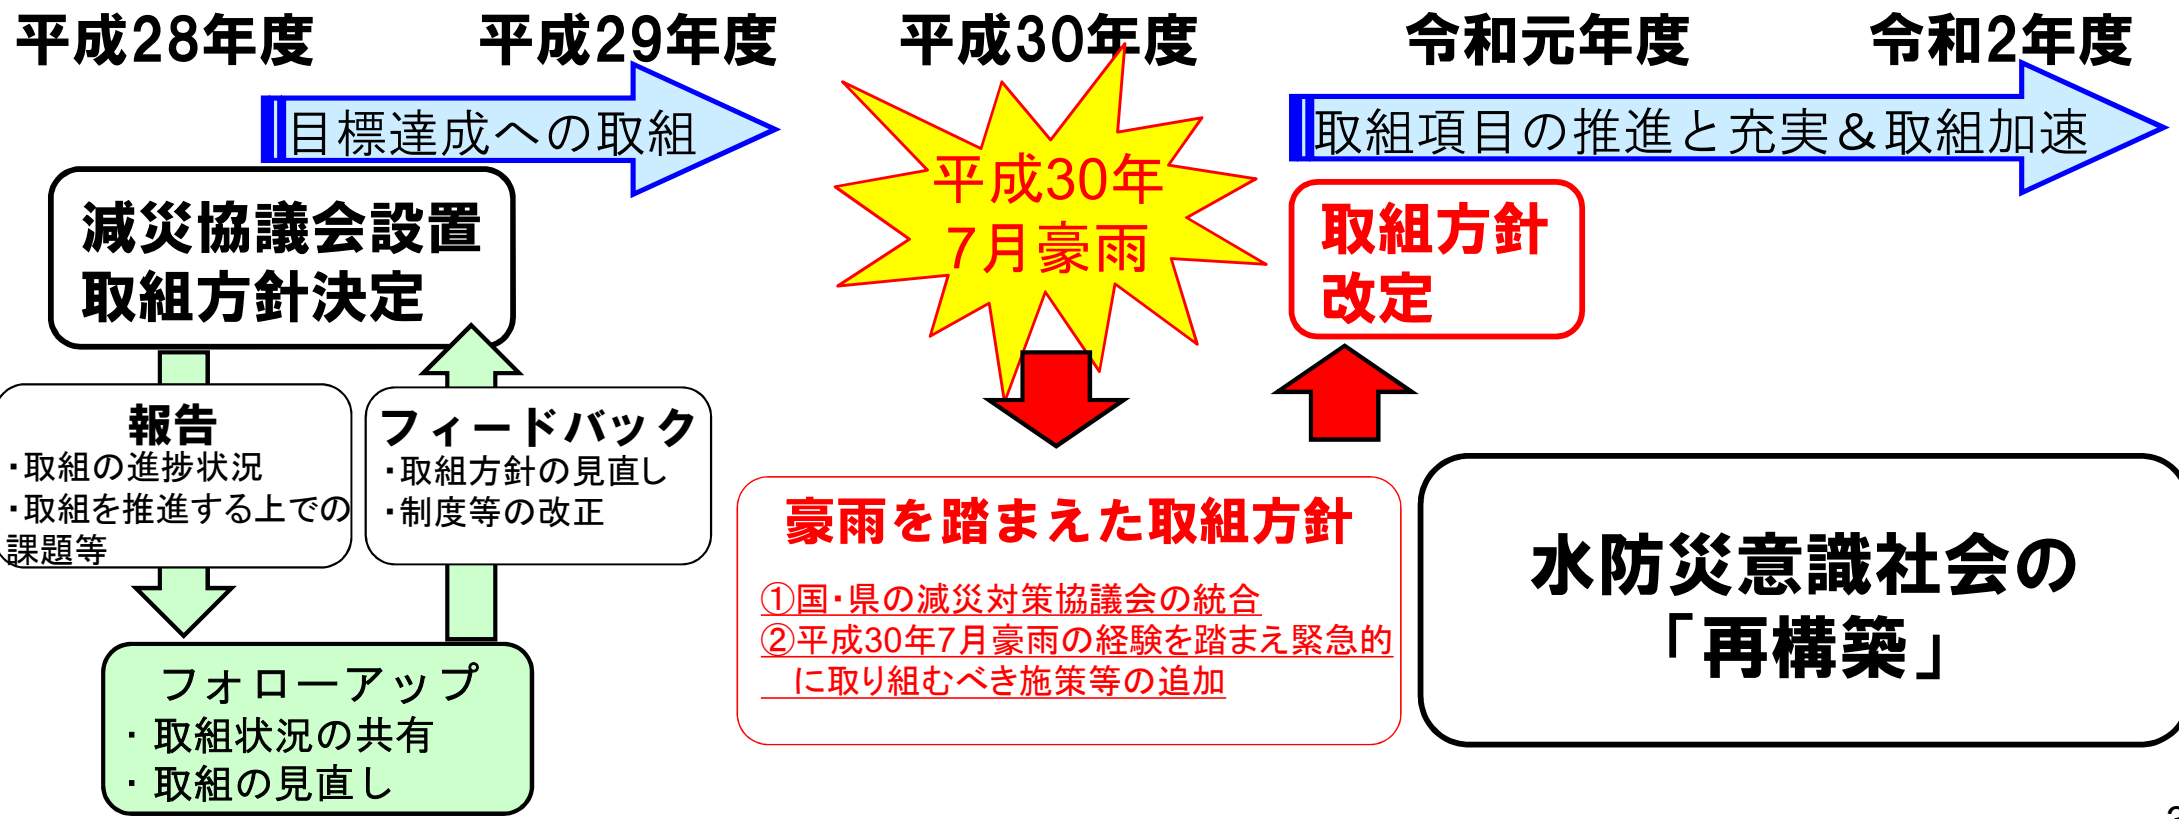 平成28年度
平成29年度
平成30年度
令和元年度
令和2年度
目標達成への取組
取組項目の推進と充実＆取組加速
減災協議会設置
取組方針決定
平成30年
7月豪雨
取組方針
改定
報告
・取組の進捗状況
・取組を推進する上での
課題等
フィードバック
・取組方針の見直し
・制度等の改正
フォローアップ
・取組状況の共有
・取組の見直し
豪雨を踏まえた取組方針
①国・県の減災対策協議会の統合
②平成30年7月豪雨の経験を踏まえ緊急的
に取り組むべき施策等の追加
水防災意識社会の
「再構築」